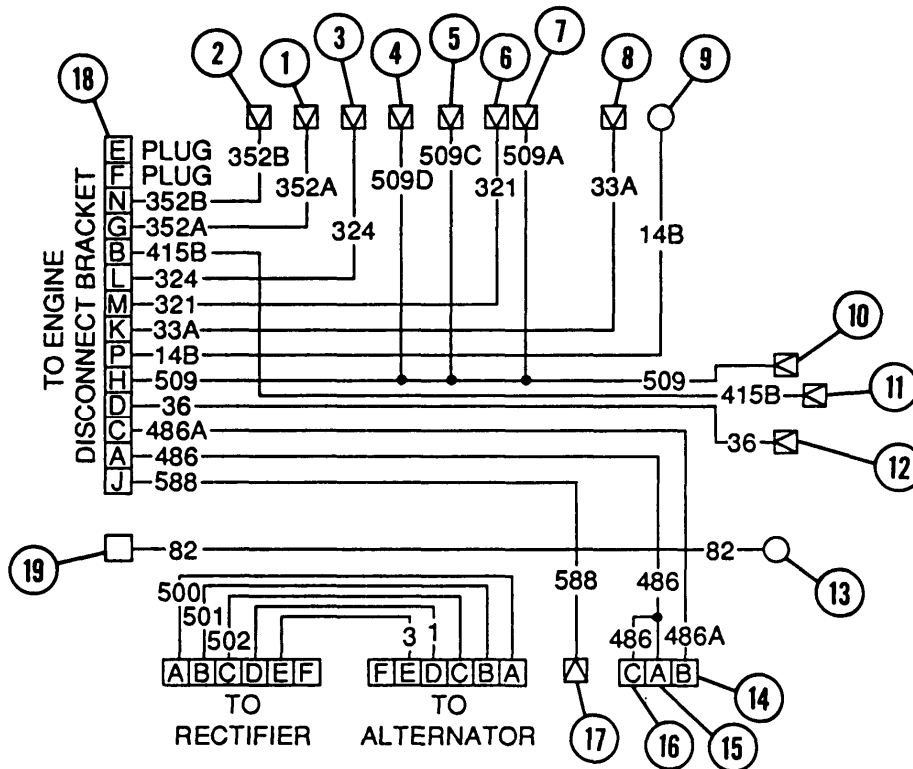 2 1 3 4 5 6 7 8 9
18
E PLUG
F PLUG
N 352B
G 352A
B 415B
L 324
M 321
K 33A
P 14B
H 509
D 36
C 486A
A 486
J 588
TO ENGINE
DISCONNECT BRACKET
352B
352A
324
509D
509C
321
509A
33A
14B
509
10
415B
11
36
12
19
82
82
13
588
486
486
486A
500
501
502
3
1
A B C D E F
TO
RECTIFIER
F E D C B A
TO
ALTERNATOR
17
C A B
14
15
16